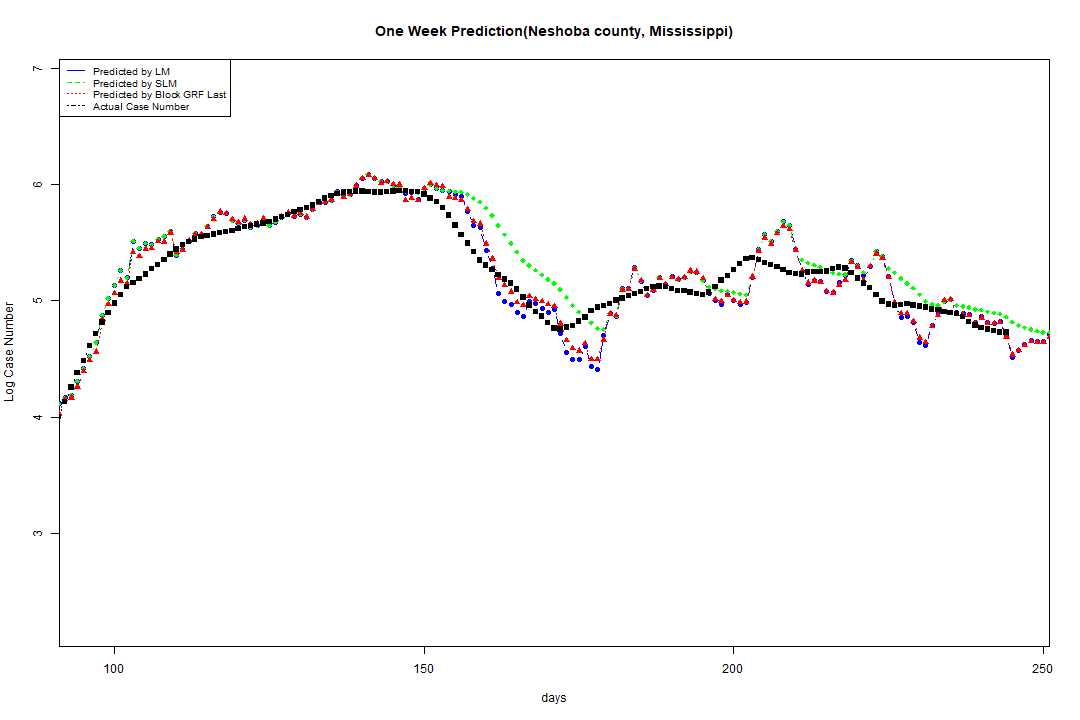 One Week Prediction(Neshoba county, Mississippi)
Predicted by LM
Predicted by SLM
Predicted by Block GRF Last
Actual Case Number
7
6
5
4
3
Log Case Number
100 150 200 250
days